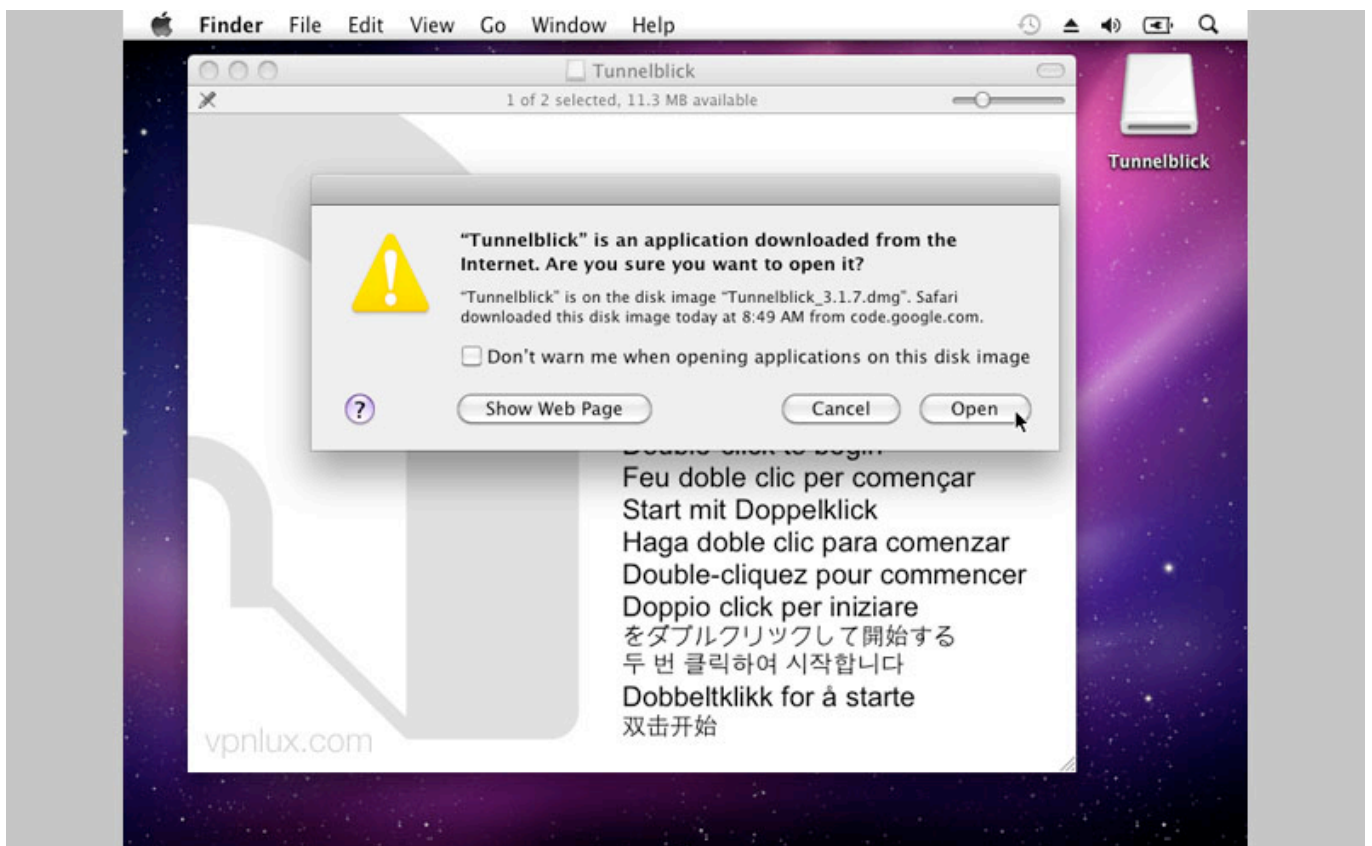 Finder File Edit View Go Window Help
Tunnelblick
1 of 2 selected, 11.3 MB available
Tunnelblick
“Tunnelblick” is an application downloaded from the
Internet. Are you sure you want to open it?
“Tunnelblick” is on the disk image “Tunnelblick_3.1.7.dmg”. Safari
downloaded this disk image today at 8:49 AM from code.google.com.
Don’t warn me when opening applications on this disk image
? Show Web Page Cancel Open
Double-click to begin
Feu doble clic per començar
Start mit Doppelklick
Haga doble clic para comenzar
Double-cliquez pour commencer
Doppio click per iniziare
をダブルクリックして開始する
두 번 클릭하여 시작합니다
Dobbeltklikk for å starte
双击开始
vpnlux.com